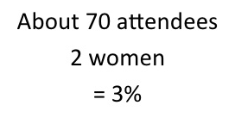 About 70 attendees
2 women
= 3%